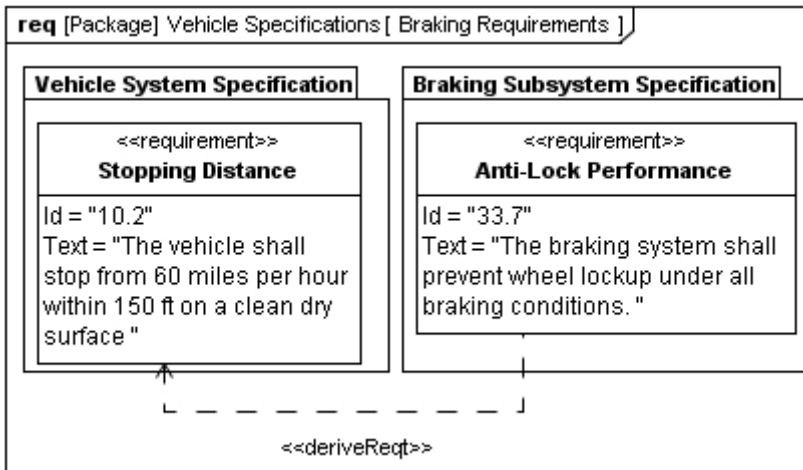 req [Package] Vehicle Specifications [ Braking Requirements ]
Vehicle System Specification
<<requirement>>
Stopping Distance
Id = "10.2"
Text = "The vehicle shall
stop from 60 miles per hour
within 150 ft on a clean dry
surface "
Braking Subsystem Specification
<<requirement>>
Anti-Lock Performance
Id = "33.7"
Text = "The braking system shall
prevent wheel lockup under all
braking conditions. "
<<deriveReqt>>